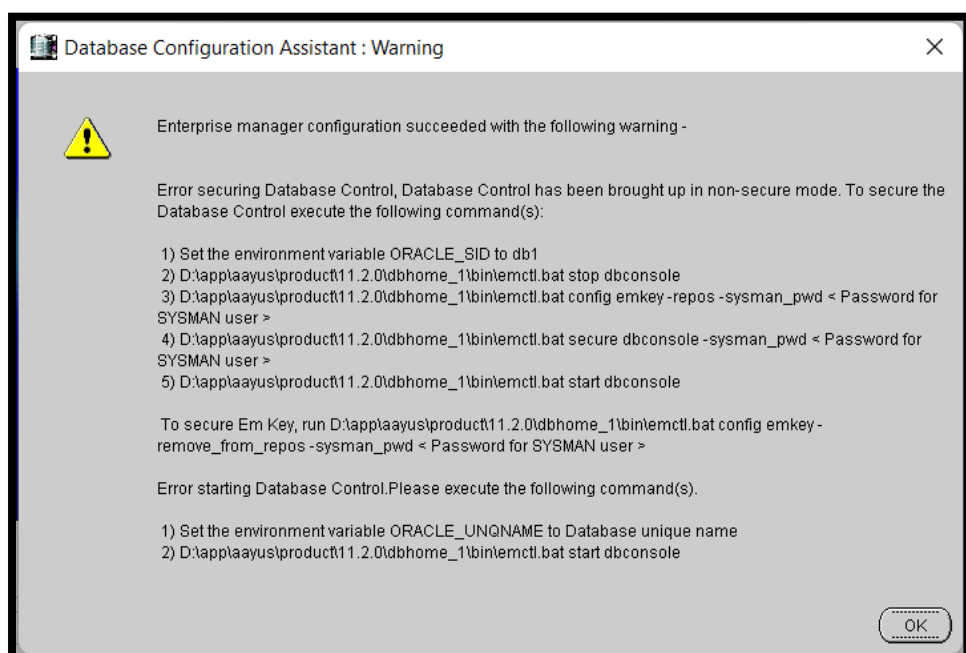 Database Configuration Assistant : Warning
Enterprise manager configuration succeeded with the following warning -
Error securing Database Control, Database Control has been brought up in non-secure mode. To secure the
Database Control execute the following command(s):
1) Set the environment variable ORACLE_SID to db1
2) D:\app\aayus\product\11.2.0\dbhome_1\bin\emctl.bat stop dbconsole
3) D:\app\aayus\product\11.2.0\dbhome_1\bin\emctl.bat config emkey -repos -sysman_pwd < Password for
SYSMAN user >
4) D:\app\aayus\product\11.2.0\dbhome_1\bin\emctl.bat secure dbconsole -sysman_pwd < Password for
SYSMAN user >
5) D:\app\aayus\product\11.2.0\dbhome_1\bin\emctl.bat start dbconsole
To secure Em Key, run D:\app\aayus\product\11.2.0\dbhome_1\bin\emctl.bat config emkey -
remove_from_repos -sysman_pwd < Password for SYSMAN user >
Error starting Database Control.Please execute the following command(s).
1) Set the environment variable ORACLE_UNQNAME to Database unique name
2) D:\app\aayus\product\11.2.0\dbhome_1\bin\emctl.bat start dbconsole
OK